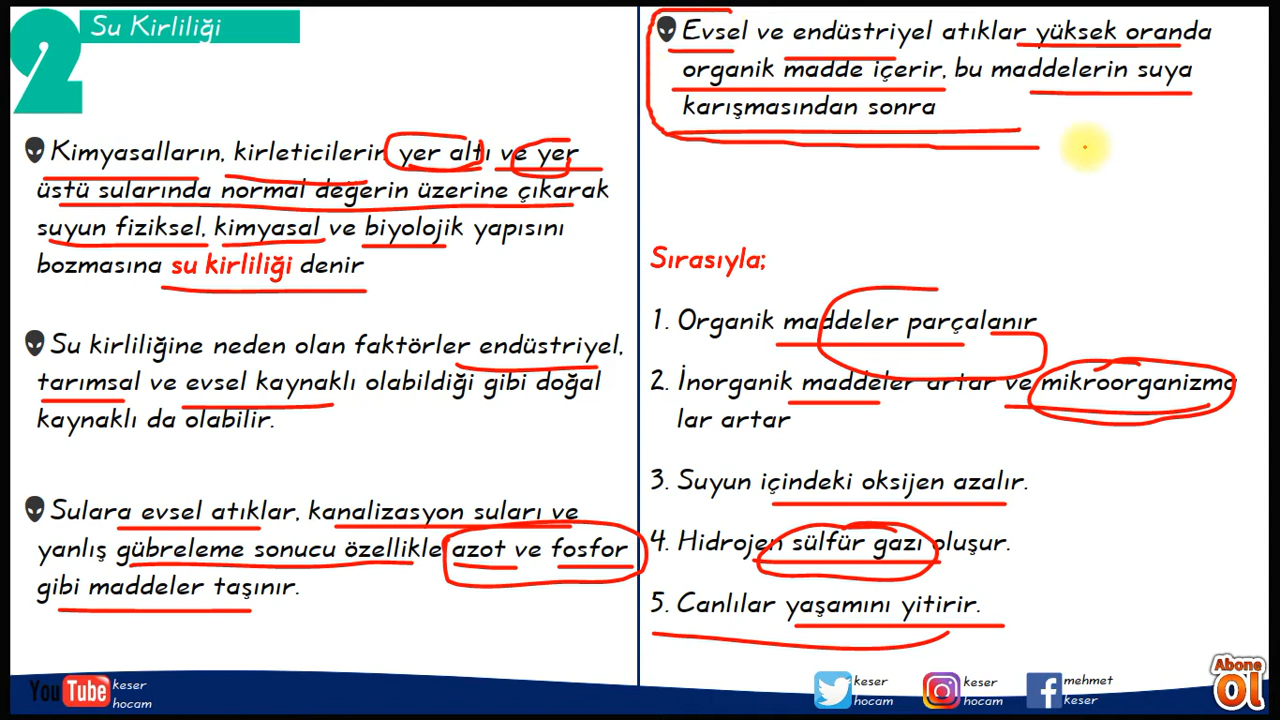 2
Su Kirliliği
Kimyasalların, kirleticilerin yer altı ve yer
üstü sularında normal değerin üzerine çıkarak
suyun fiziksel, kimyasal ve biyolojik yapısını
bozmasına su kirliliği denir
Su kirliliğine neden olan faktörler endüstriyel,
tarımsal ve evsel kaynaklı olabildiği gibi doğal
kaynaklı da olabilir.
Sulara evsel atıklar, kanalizasyon suları ve
yanlış gübreleme sonucu özellikle azot ve fosfor
gibi maddeler taşınır.
Evsel ve endüstriyel atıklar yüksek oranda
organik madde içerir, bu maddelerin suya
karışmasından sonra
Sırasıyla;
1. Organik maddeler parçalanır
2. İnorganik maddeler artar ve mikroorganizma
lar artar
3. Suyun içindeki oksijen azalır.
4. Hidrojen sülfür gazı oluşur.
5. Canlılar yaşamını yitirir.
YouTube
keser
hocam
keser
hocam
keser
hocam
mehmet
keser
Abone
OL